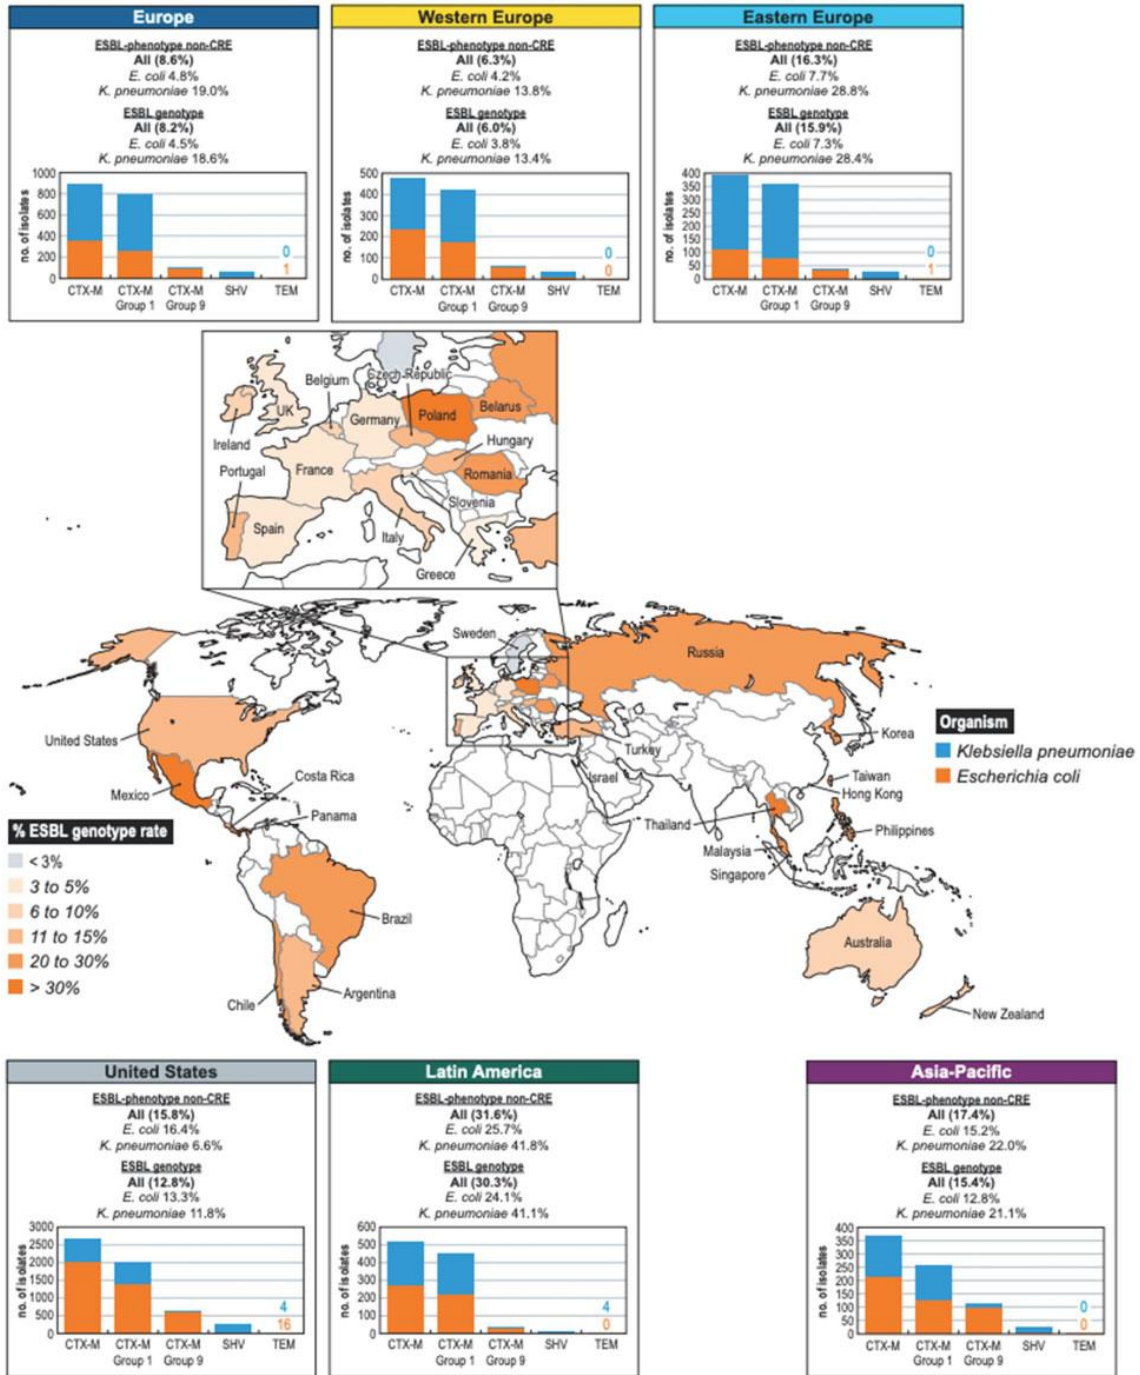 Europe
ESBL-phenotype non-CRE
All (8.6%)
E. coli 4.8%
K. pneumoniae 19.0%
ESBL genotype
All (8.2%)
E. coli 4.5%
K. pneumoniae 18.6%
no. of isolates
1000
800
600
400
200
0
0
1
CTX-M
CTX-M Group 1
CTX-M Group 9
SHV
TEM
Western Europe
ESBL-phenotype non-CRE
All (6.3%)
E. coli 4.2%
K. pneumoniae 13.8%
ESBL genotype
All (6.0%)
E. coli 3.8%
K. pneumoniae 13.4%
no. of isolates
500
400
300
200
100
0
0
0
CTX-M
CTX-M Group 1
CTX-M Group 9
SHV
TEM
Eastern Europe
ESBL-phenotype non-CRE
All (16.3%)
E. coli 7.7%
K. pneumoniae 28.8%
ESBL genotype
All (15.9%)
E. coli 7.3%
K. pneumoniae 28.4%
no. of isolates
400
350
300
250
200
150
100
50
0
0
1
CTX-M
CTX-M Group 1
CTX-M Group 9
SHV
TEM
Belgium
Czech Republic
UK
Germany
Poland
Belarus
Ireland
Hungary
Portugal
France
Romania
Slovenia
Spain
Italy
Greece
Sweden
Russia
United States
Mexico
Costa Rica
Panama
Turkey
Israel
Korea
Taiwan
Hong Kong
Thailand
Philippines
Malaysia
Singapore
Brazil
Australia
Chile
Argentina
New Zealand
Organism
Klebsiella pneumoniae
Escherichia coli
% ESBL genotype rate
< 3%
3 to 5%
6 to 10%
11 to 15%
20 to 30%
> 30%
United States
ESBL-phenotype non-CRE
All (15.8%)
E. coli 16.4%
K. pneumoniae 6.6%
ESBL genotype
All (12.8%)
E. coli 13.3%
K. pneumoniae 11.8%
no. of isolates
3000
2500
2000
1500
1000
500
0
4
16
CTX-M
CTX-M Group 1
CTX-M Group 9
SHV
TEM
Latin America
ESBL-phenotype non-CRE
All (31.6%)
E. coli 25.7%
K. pneumoniae 41.8%
ESBL genotype
All (30.3%)
E. coli 24.1%
K. pneumoniae 41.1%
no. of isolates
600
500
400
300
200
100
0
4
0
CTX-M
CTX-M Group 1
CTX-M Group 9
SHV
TEM
Asia-Pacific
ESBL-phenotype non-CRE
All (17.4%)
E. coli 15.2%
K. pneumoniae 22.0%
ESBL genotype
All (15.4%)
E. coli 12.8%
K. pneumoniae 21.1%
no. of isolates
400
350
300
250
200
150
100
50
0
0
0
CTX-M
CTX-M Group 1
CTX-M Group 9
SHV
TEM